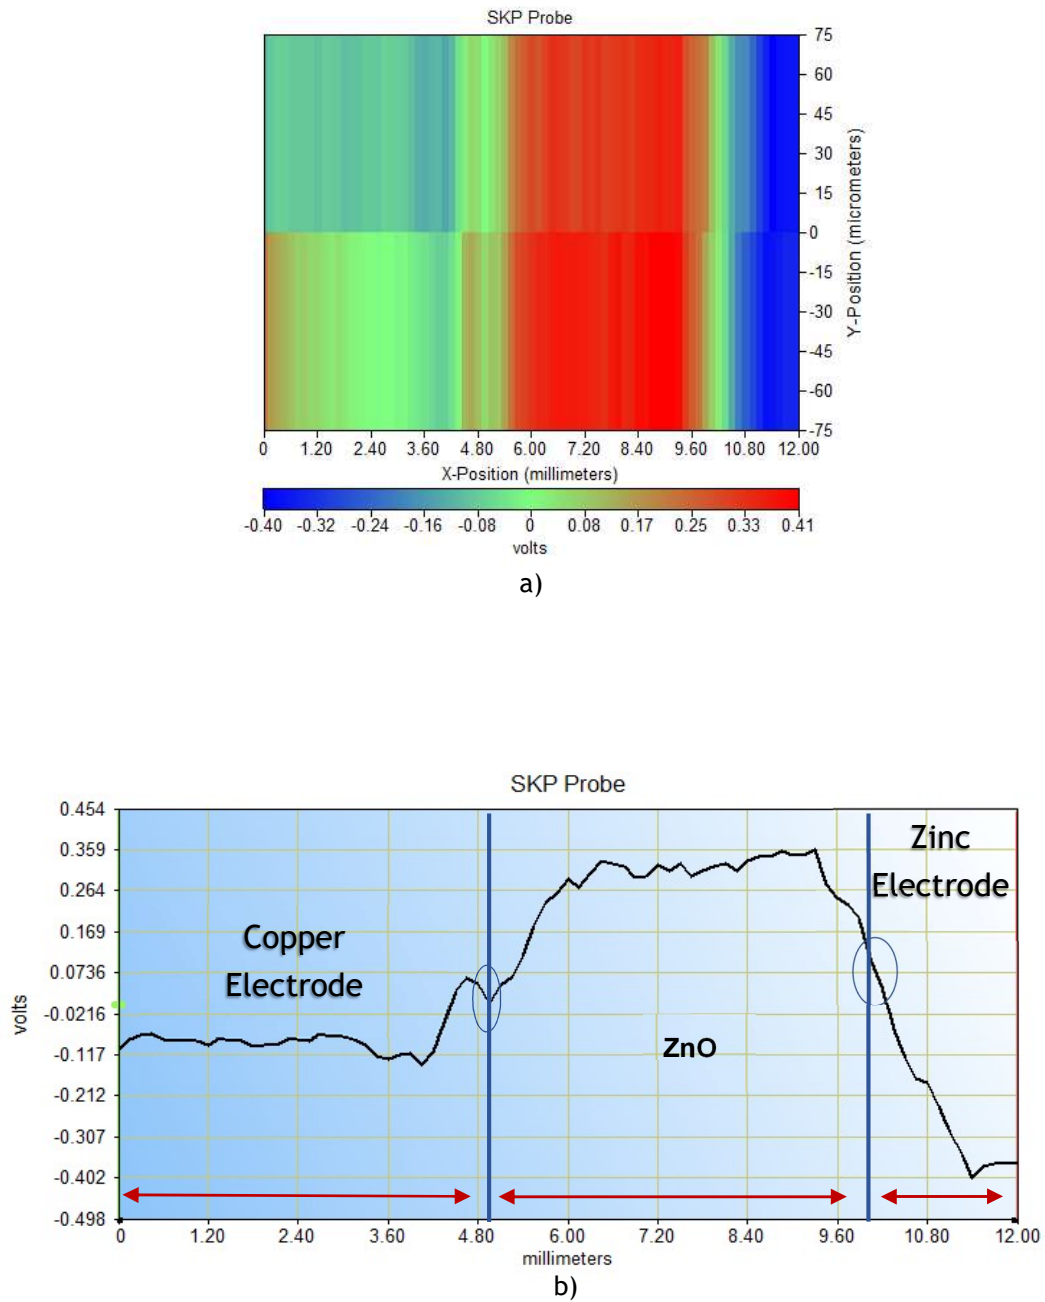 SKP Probe
75
60
45
30
15
0
-15
-30
-45
-60
-75
Y-Position (micrometers)
0 1.20 2.40 3.60 4.80 6.00 7.20 8.40 9.60 10.80 12.00
X-Position (millimeters)
-0.40 -0.32 -0.24 -0.16 -0.08 0 0.08 0.17 0.25 0.33 0.41
volts
a)
SKP Probe
0.454
0.359
0.264
0.169
0.0736
-0.0216
-0.117
-0.212
-0.307
-0.402
-0.498
volts
Copper
Electrode
ZnO
Zinc
Electrode
0 1.20 2.40 3.60 4.80 6.00 7.20 8.40 9.60 10.80 12.00
millimeters
b)